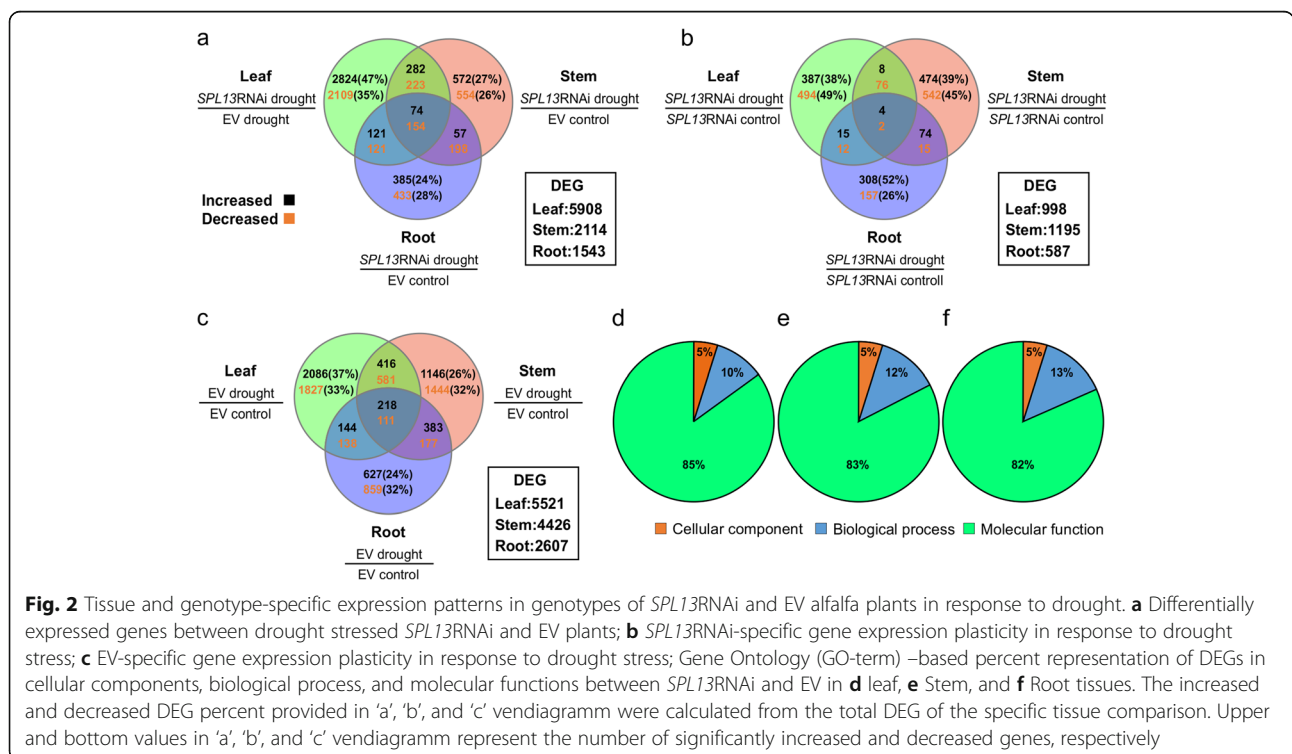 a
Leaf
SPL13RNAi drought
EV drought
2824(47%)
2109(35%)
282
223
572(27%)
554(26%)
Stem
SPL13RNAi drought
EV control
74
154
121
121
57
198
385(24%)
433(28%)
Increased
Decreased
Root
SPL13RNAi drought
EV control
DEG
Leaf:5908
Stem:2114
Root:1543
b
Leaf
SPL13RNAi drought
SPL13RNAi control
387(38%)
494(49%)
8
76
474(39%)
542(45%)
Stem
SPL13RNAi drought
SPL13RNAi control
4
2
15
12
74
15
308(52%)
157(26%)
Root
SPL13RNAi drought
SPL13RNAi controll
DEG
Leaf:998
Stem:1195
Root:587
c
Leaf
EV drought
EV control
2086(37%)
1827(33%)
416
581
1146(26%)
1444(32%)
Stem
EV drought
EV control
218
111
144
383
177
627(24%)
859(32%)
Root
EV drought
EV control
DEG
Leaf:5521
Stem:4426
Root:2607
d
5%
10%
85%
e
5%
12%
83%
f
5%
13%
82%
Cellular component
Biological process
Molecular function
Fig. 2 Tissue and genotype-specific expression patterns in genotypes of SPL13RNAi and EV alfalfa plants in response to drought. a Differentially
expressed genes between drought stressed SPL13RNAi and EV plants; b SPL13RNAi-specific gene expression plasticity in response to drought
stress; c EV-specific gene expression plasticity in response to drought stress; Gene Ontology (GO-term) –based percent representation of DEGs in
cellular components, biological process, and molecular functions between SPL13RNAi and EV in d leaf, e Stem, and f Root tissues. The increased
and decreased DEG percent provided in ‘a’, ‘b’, and ‘c’ vendiagramm were calculated from the total DEG of the specific tissue comparison. Upper
and bottom values in ‘a’, ‘b’, and ‘c’ vendiagramm represent the number of significantly increased and decreased genes, respectively